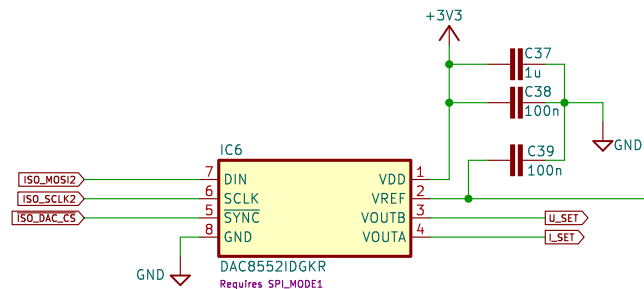 +3V3
C37
1u
C38
100n
GND
C39
100n
IC6
ISO_MOSI2 7 DIN VDD 1
ISO_SCLK2 6 SCLK VREF 2
ISO_DAC_CS 5 SYNC VOUTB 3 U_SET
8 GND VOUTA 4 I_SET
GND
DAC8552IDGKR
Requires SPI_MODE1